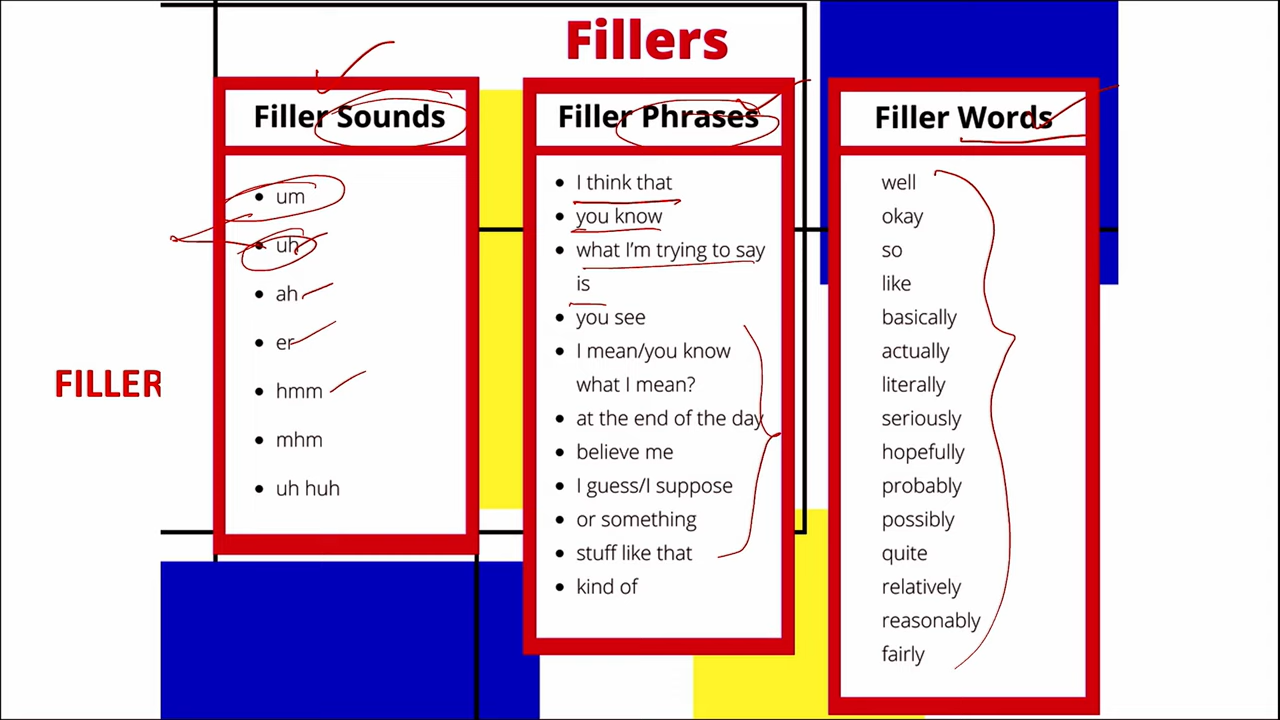 Fillers
FILLER
Filler Sounds
um
uh
ah
er
hmm
mhm
uh huh
Filler Phrases
I think that
you know
what I'm trying to say
is
you see
I mean/you know
what I mean?
at the end of the day
believe me
I guess/I suppose
or something
stuff like that
kind of
Filler Words
well
okay
so
like
basically
actually
literally
seriously
hopefully
probably
possibly
quite
relatively
reasonably
fairly